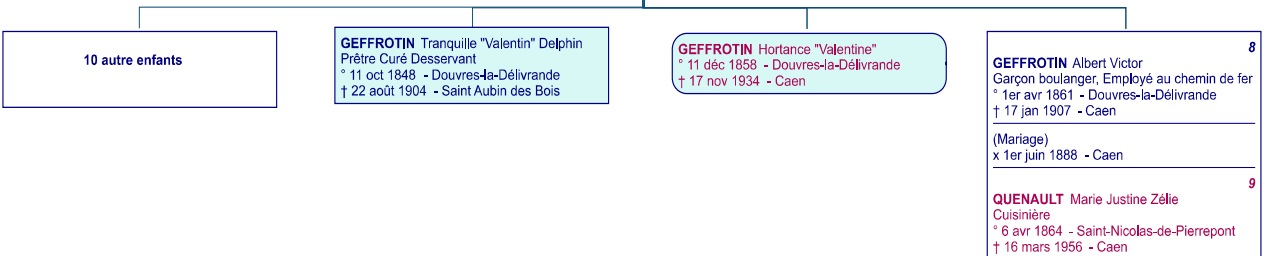 10 autre enfants
GEFFROTIN Tranquille "Valentin" Delphin
Prêtre Curé Desservant
° 11 oct 1848 - Douvres-la-Délivrande
† 22 août 1904 - Saint Aubin des Bois
GEFFROTIN Hortance "Valentine"
° 11 déc 1858 - Douvres-la-Délivrande
† 17 nov 1934 - Caen
8
GEFFROTIN Albert Victor
Garçon boulanger, Employé au chemin de fer
° 1er avr 1861 - Douvres-la-Délivrande
† 17 jan 1907 - Caen
(Mariage)
x 1er juin 1888 - Caen
9
QUENAULT Marie Justine Zélie
Cuisinière
° 6 avr 1864 - Saint-Nicolas-de-Pierrepont
† 16 mars 1956 - Caen